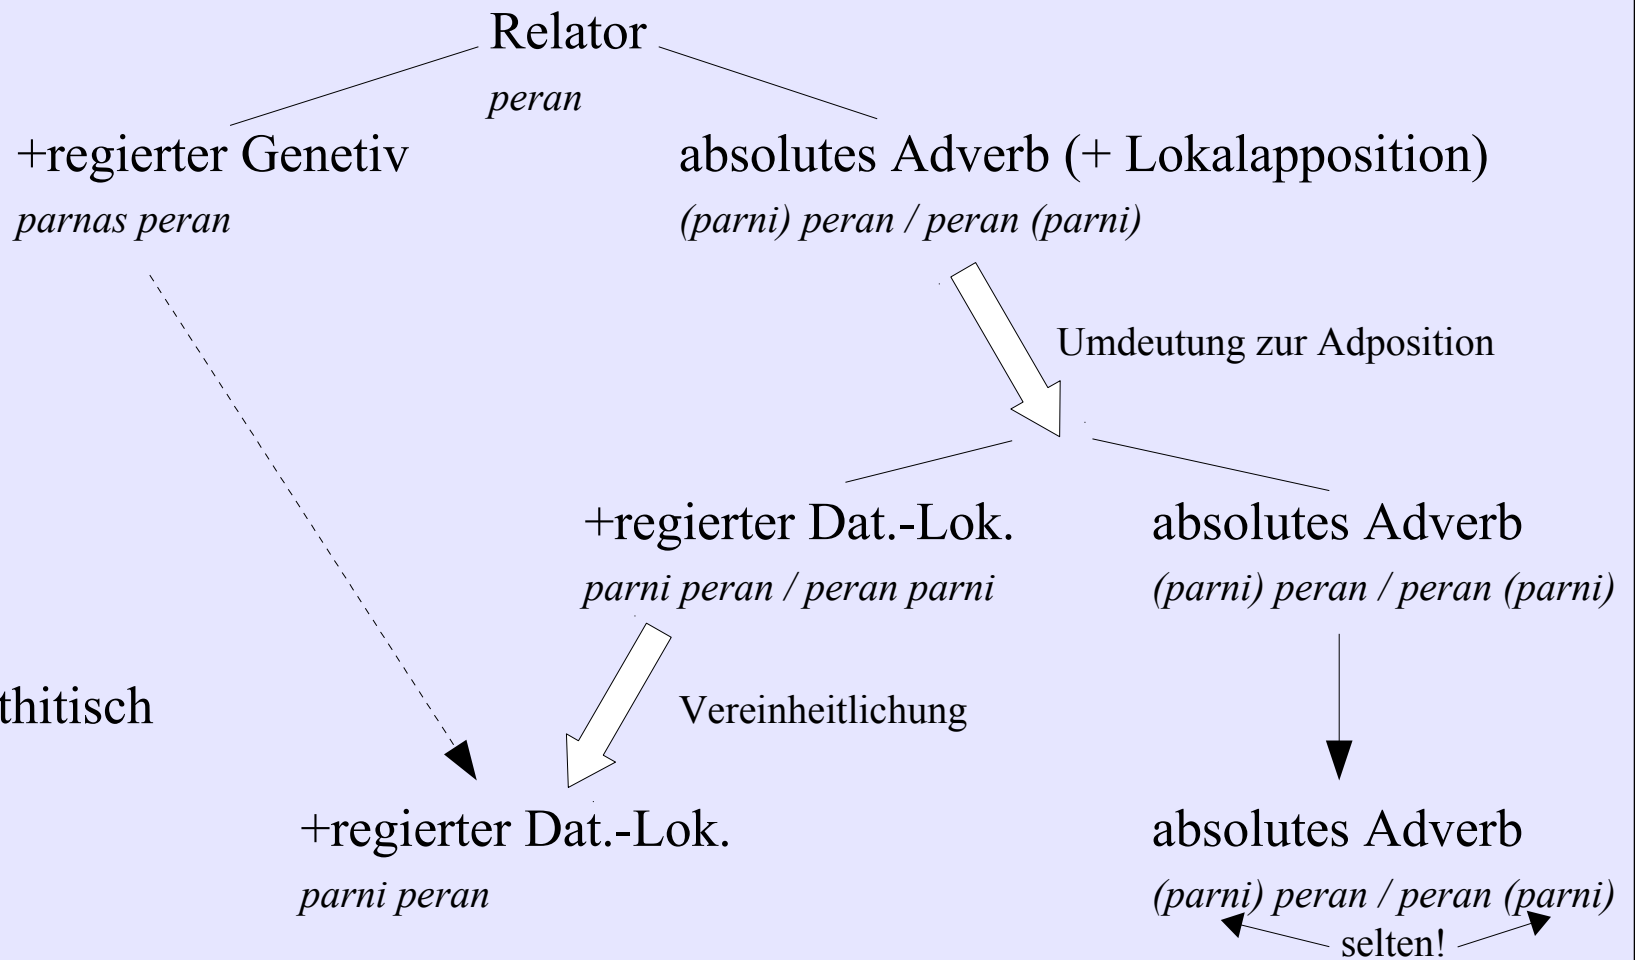 Relator
peran
+regierter Genetiv
absolutes Adverb (+ Lokalapposition)
parnas peran
(parni) peran / peran (parni)
Umdeutung zur Adposition
+regierter Dat.-Lok.
absolutes Adverb
parni peran / peran parni
(parni) peran / peran (parni)
thitisch
Vereinheitlichung
+regierter Dat.-Lok.
absolutes Adverb
parni peran
(parni) peran / peran (parni)
selten!